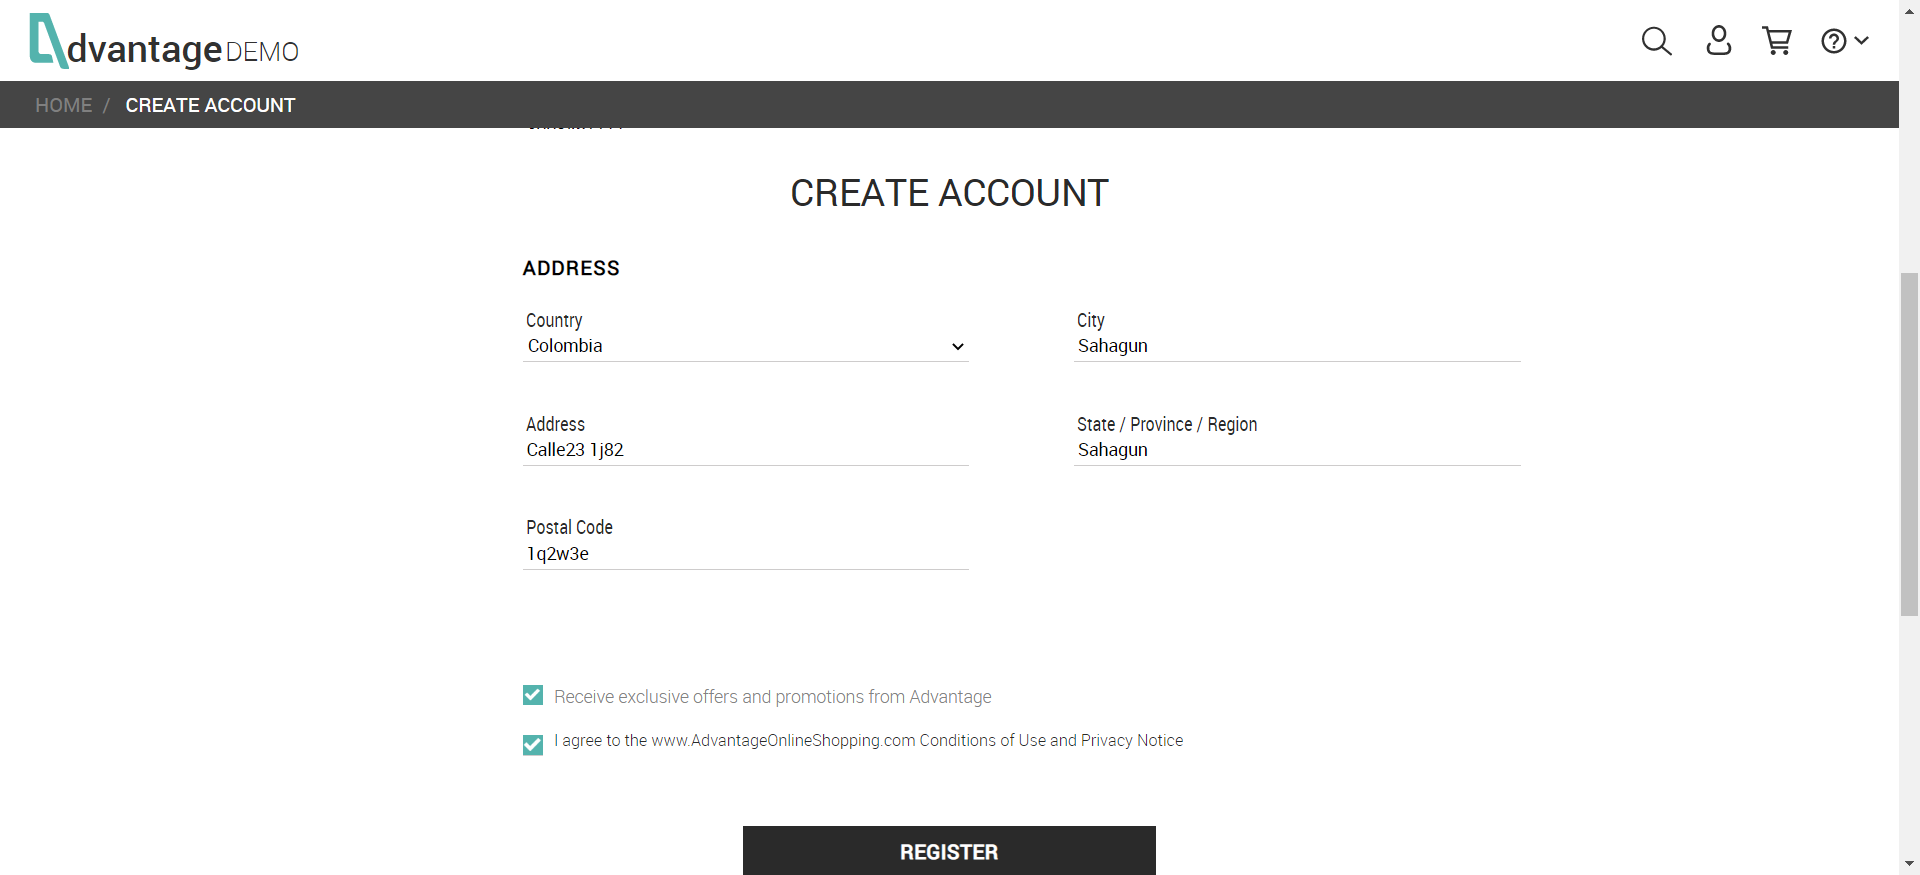 dvantage DEMO
HOME / CREATE ACCOUNT
CREATE ACCOUNT
ADDRESS
Country
Colombia
City
Sahagun
Address
Calle23 1j82
State / Province / Region
Sahagun
Postal Code
1q2w3e
Receive exclusive offers and promotions from Advantage
I agree to the www.AdvantageOnlineShopping.com Conditions of Use and Privacy Notice
REGISTER